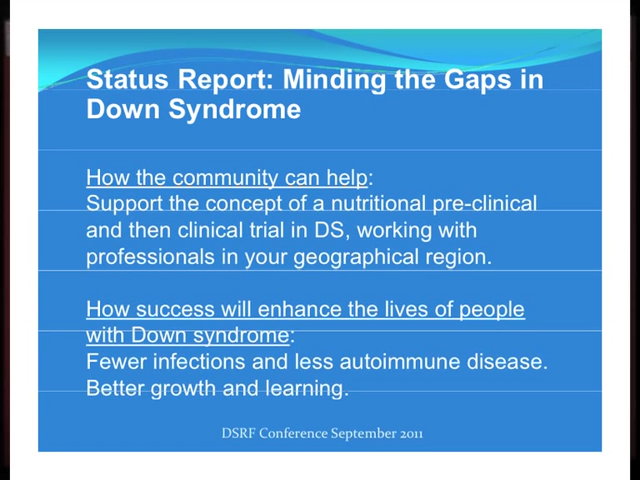 Status Report: Minding the Gaps in
Down Syndrome
How the community can help:
Support the concept of a nutritional pre-clinical
and then clinical trial in DS, working with
professionals in your geographical region.
How success will enhance the lives of people
with Down syndrome:
Fewer infections and less autoimmune disease.
Better growth and learning.
DSRF Conference September 2011